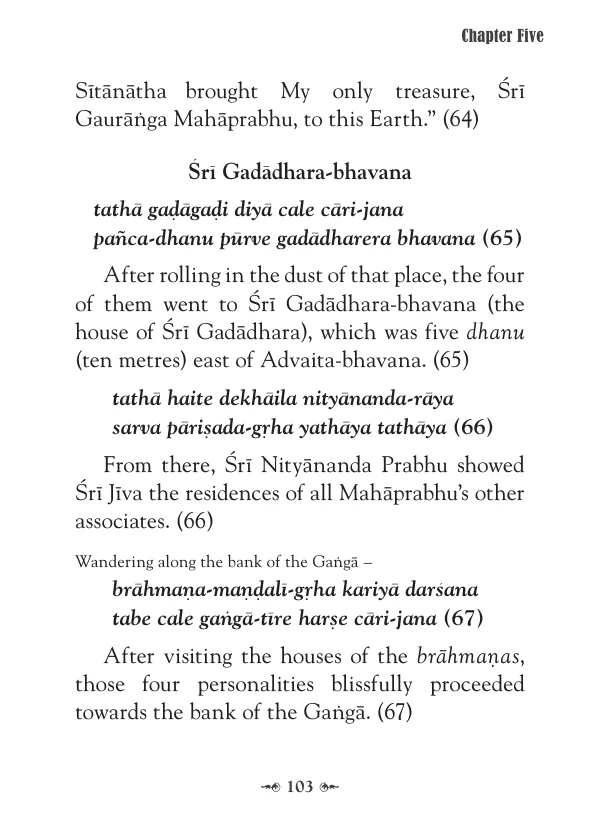 Chapter Five
Sītānātha brought My only treasure, Śrī
Gaurāṅga Mahāprabhu, to this Earth.” (64)
Śrī Gadādhara-bhavana
tathā gaḍāgaḍi diyā cale cāri-jana
pañca-dhanu pūrve gadādharera bhavana (65)
After rolling in the dust of that place, the four
of them went to Śrī Gadādhara-bhavana (the
house of Śrī Gadādhara), which was five dhanu
(ten metres) east of Advaita-bhavana. (65)
tathā haite dekhāila nityānanda-rāya
sarva pāriṣada-gṛha yathāya tathāya (66)
From there, Śrī Nityānanda Prabhu showed
Śrī Jīva the residences of all Mahāprabhu’s other
associates. (66)
Wandering along the bank of the Gaṅgā –
brāhmaṇa-maṇḍalī-gṛha kariyā darśana
tabe cale gaṅgā-tīre harṣe cāri-jana (67)
After visiting the houses of the brāhmaṇas,
those four personalities blissfully proceeded
towards the bank of the Gaṅgā. (67)
103